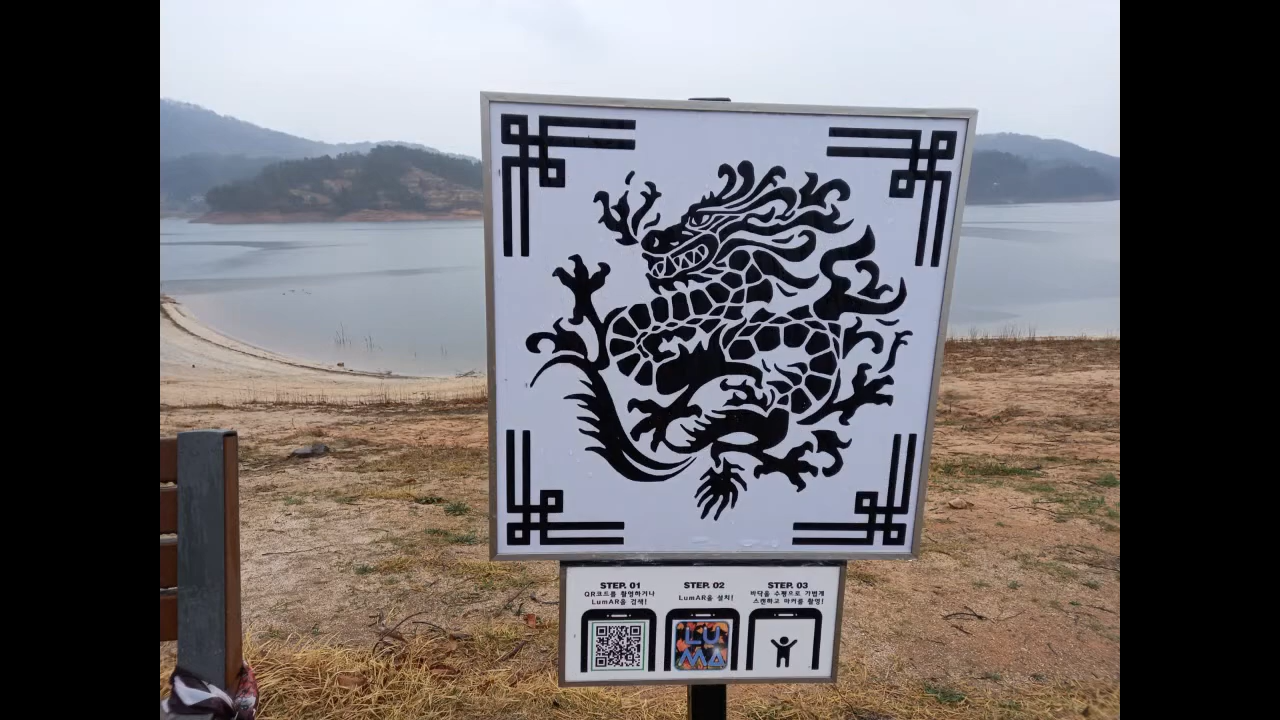 STEP. 01
QR코드를 촬영하거나
LumAR을 검색!
STEP. 02
LumAR을 설치!
STEP. 03
바닥을 수평으로 가볍게
스캔하고 마커를 촬영!
LU
MA